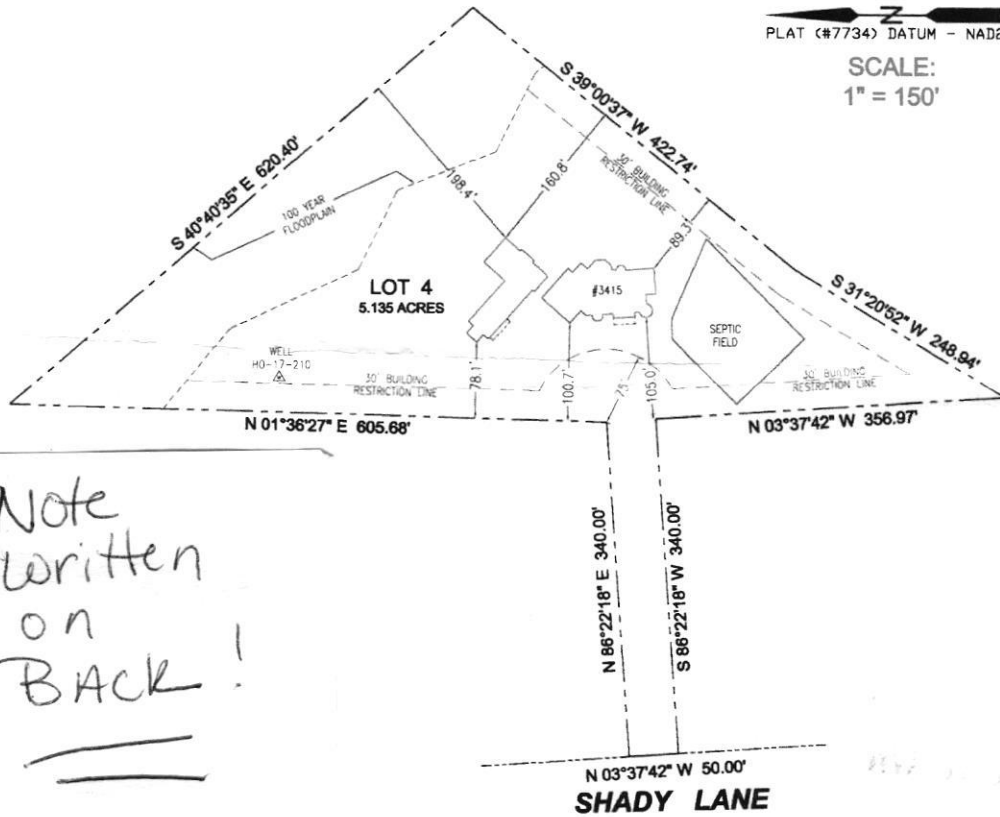 Z
PLAT (#7734) DATUM - NAD
SCALE:
1" = 150'
S 39°00'37" W 422.74'
30' BUILDING
RESTRICTION LINE
S 40°40'35" E 620.40'
100 YEAR
FLOODPLAIN
198.4'
160.8'
89.3'
LOT 4
5.135 ACRES
#3415
SEPTIC
FIELD
S 31°20'52" W 248.94'
WELL
HO-17-210
30' BUILDING
RESTRICTION LINE
78.1'
100.7'
75'
105.0'
30' BUILDING
RESTRICTION LINE
N 01°36'27" E 605.68'
N 03°37'42" W 356.97'
Note
written
on
BACK!
N 86°22'18" E 340.00'
S 86°22'18" W 340.00'
N 03°37'42" W 50.00'
SHADY LANE